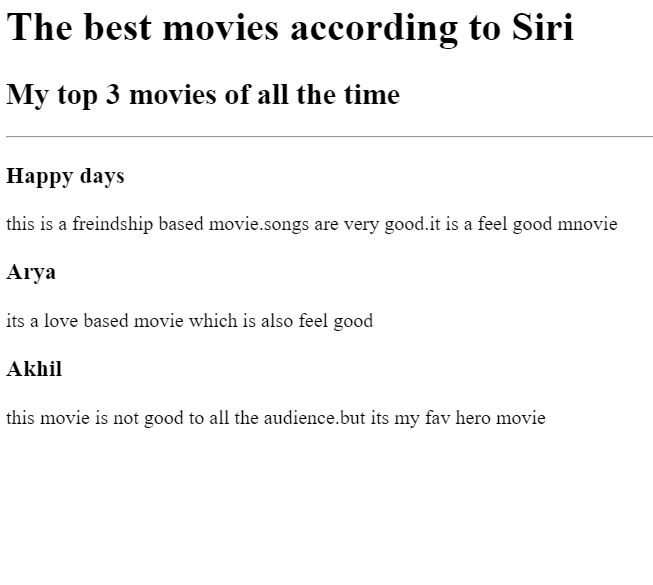 The best movies according to Siri
My top 3 movies of all the time
Happy days
this is a freindship based movie.songs are very good.it is a feel good mnovie
Arya
its a love based movie which is also feel good
Akhil
this movie is not good to all the audience.but its my fav hero movie